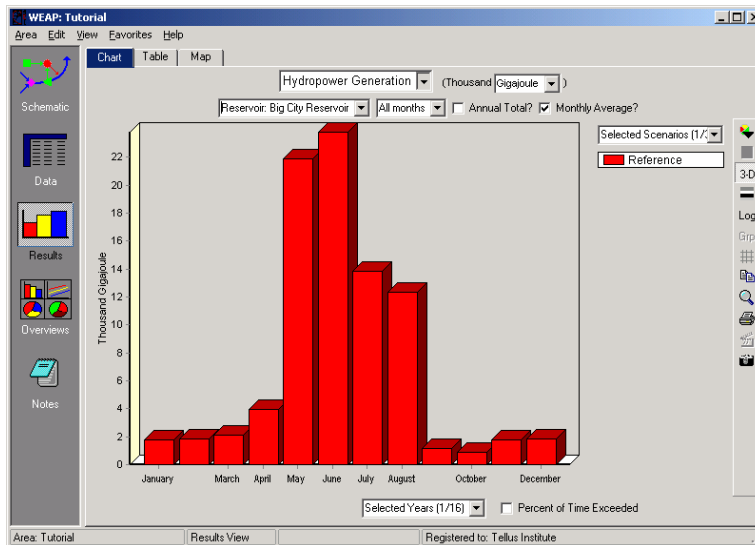 WEAP: Tutorial
Area Edit View Favorites Help
Chart Table Map
Hydropower Generation (Thousand Gigajoule )
Reservoir: Big City Reservoir All months Annual Total? Monthly Average?
Selected Scenarios (1/3
Reference
Schematic
Data
Results
Overviews
Notes
3-D
Log
Grp
Thousand Gigajoule
22
20
18
16
14
12
10
8
6
4
2
0
January March April May June July August October December
Selected Years (1/16) Percent of Time Exceeded
Area: Tutorial Results View Registered to: Tellus Institute